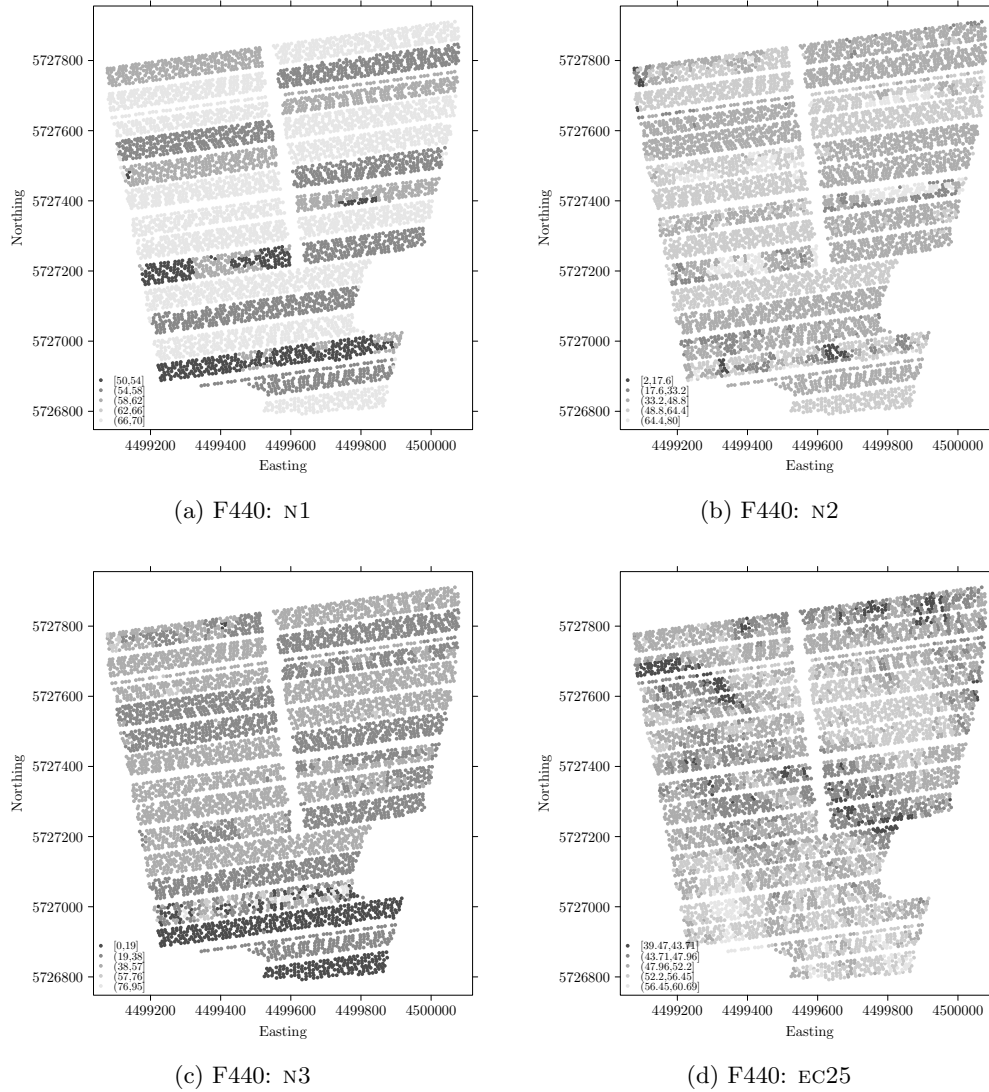 5727800
5727600
5727400
5727200
5727000
5726800
Northing
[50,54]
(54,58]
(58,62]
(62,66]
(66,70]
4499200 4499400 4499600 4499800 4500000
Easting
(a) F440: N1
5727800
5727600
5727400
5727200
5727000
5726800
Northing
[2,17.6]
(17.6,33.2]
(33.2,48.8]
(48.8,64.4]
(64.4,80]
4499200 4499400 4499600 4499800 4500000
Easting
(b) F440: N2
5727800
5727600
5727400
5727200
5727000
5726800
Northing
[0,19]
(19,38]
(38,57]
(57,76]
(76,95]
4499200 4499400 4499600 4499800 4500000
Easting
(c) F440: N3
5727800
5727600
5727400
5727200
5727000
5726800
Northing
[39.47,43.71]
(43.71,47.96]
(47.96,52.2]
(52.2,56.45]
(56.45,60.69]
4499200 4499400 4499600 4499800 4500000
Easting
(d) F440: EC25